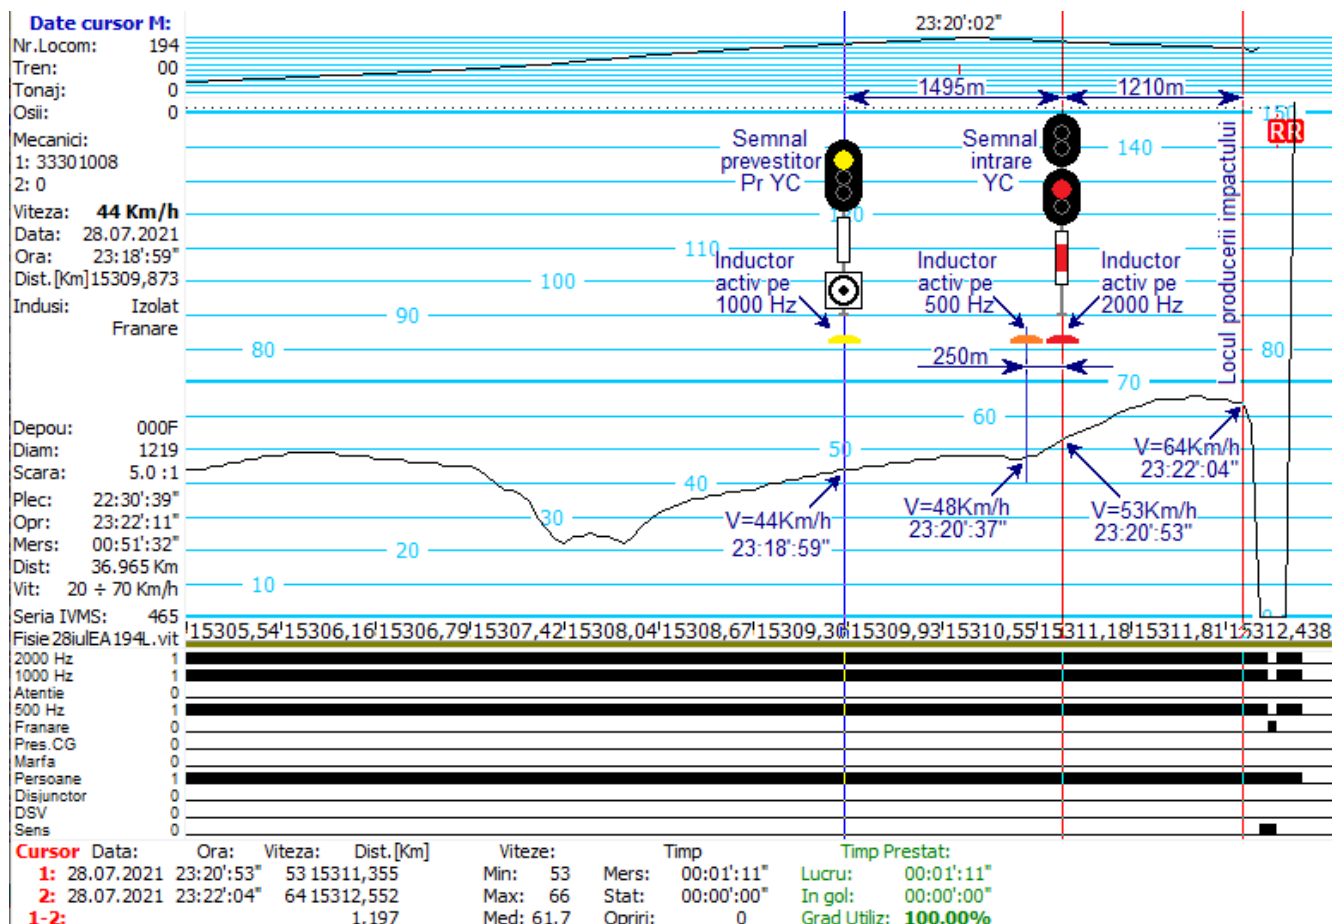 Date cursor M:
Nr.Locom: 194
Tren: 00
Tonaj: 0
Osii: 0
Mecanici:
1: 33301008
2: 0
Viteza: 44 Km/h
Data: 28.07.2021
Ora: 23:18':59"
Dist.[Km]15309,873
Indusi: Izolat
Franare
Depou: 000F
Diam: 1219
Scara: 5.0 :1
Plec: 22:30':39"
Opr: 23:22':11"
Mers: 00:51':32"
Dist: 36.965 Km
Vit: 20 ÷ 70 Km/h
Seria IVMS: 465
Fisie 28iulEA194L.vit
23:20':02"
1495m
1210m
150
R
R
Semnal
prevestitor
Pr YC
Semnal
intrare
YC
140
120
110
100
90
80
80
70
60
50
40
30
20
10
0
Inductor
activ pe
1000 Hz
Inductor
activ pe
500 Hz
Inductor
activ pe
2000 Hz
Locul producerii impactului
250m
V=44Km/h
23:18':59"
V=48Km/h
23:20':37"
V=53Km/h
23:20':53"
V=64Km/h
23:22':04"
15305,54 15306,16 15306,79 15307,42 15308,04 15308,67 15309,30 15309,93 15310,55 15311,18 15311,81 15312,438
2000 Hz 1
1000 Hz 1
Atentie 0
500 Hz 1
Franare 0
Pres.CG 0
Marfa 0
Persoane 1
Disjunctor 0
DSV 0
Sens 0
Cursor Data: Ora: Viteza: Dist.[Km] Viteze: Timp Timp Prestat:
1: 28.07.2021 23:20':53" 53 15311,355 Min: 53 Mers: 00:01':11" Lucru: 00:01':11"
2: 28.07.2021 23:22':04" 64 15312,552 Max: 66 Stat: 00:00':00" In gol: 00:00':00"
1-2: 1,197 Med: 61.7 Opriri: 0 Grad Utiliz: 100.00%